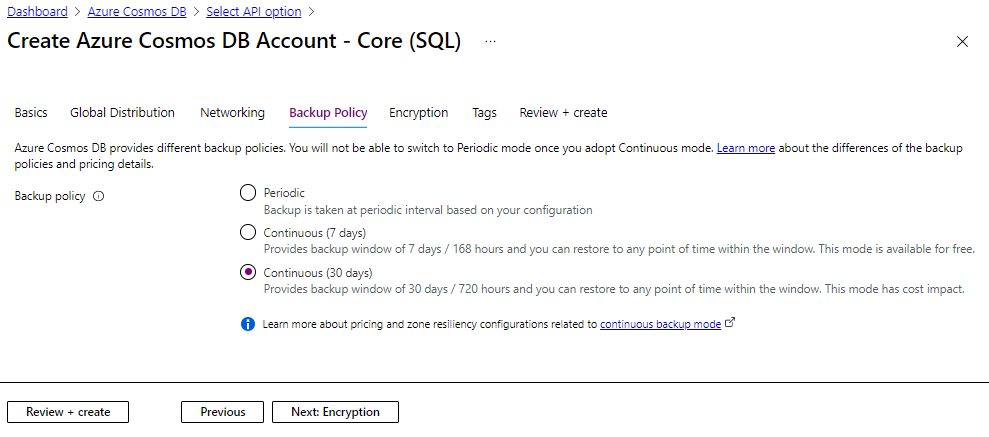 Dashboard > Azure Cosmos DB > Select API option >
Create Azure Cosmos DB Account - Core (SQL) ...
Basics Global Distribution Networking Backup Policy Encryption Tags Review + create
Azure Cosmos DB provides different backup policies. You will not be able to switch to Periodic mode once you adopt Continuous mode. Learn more about the differences of the backup
policies and pricing details.
Backup policy
Periodic
Backup is taken at periodic interval based on your configuration
Continuous (7 days)
Provides backup window of 7 days / 168 hours and you can restore to any point of time within the window. This mode is available for free.
Continuous (30 days)
Provides backup window of 30 days / 720 hours and you can restore to any point of time within the window. This mode has cost impact.
Learn more about pricing and zone resiliency configurations related to continuous backup mode
Review + create Previous Next: Encryption